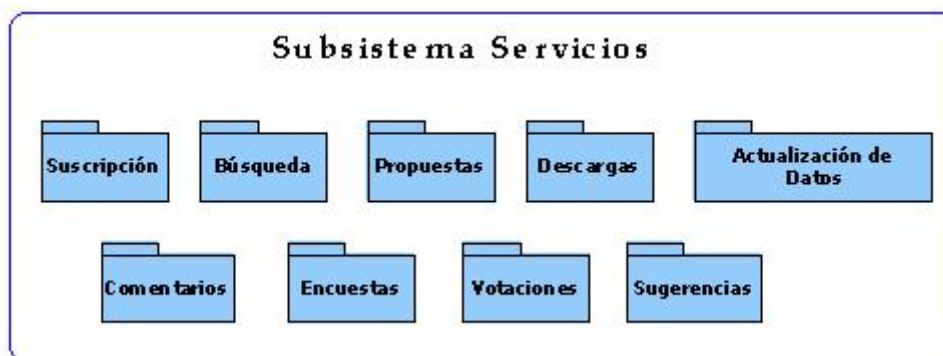 Subsistema Servicios
Suscripción
Búsqueda
Propuestas
Descargas
Actualización de
Datos
Comentarios
Encuestas
Votaciones
Sugerencias